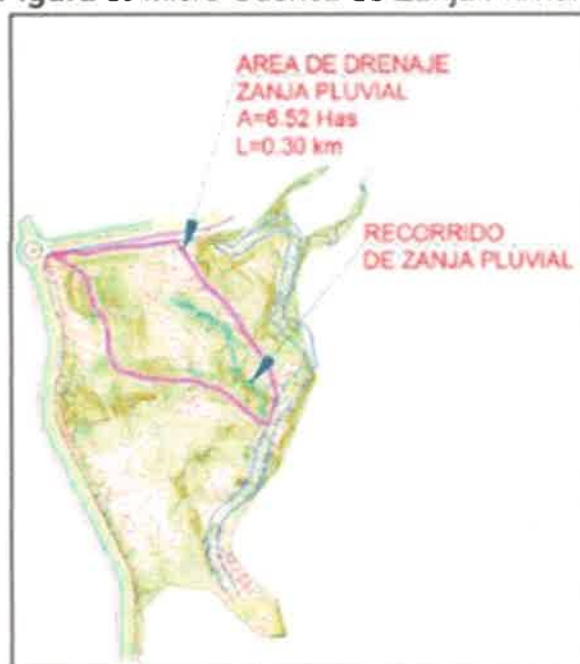 AREA DE DRENAJE
ZANJA PLUVIAL
A=6.52 Has
L=0.30 km
RECORRIDO
DE ZANJA PLUVIAL